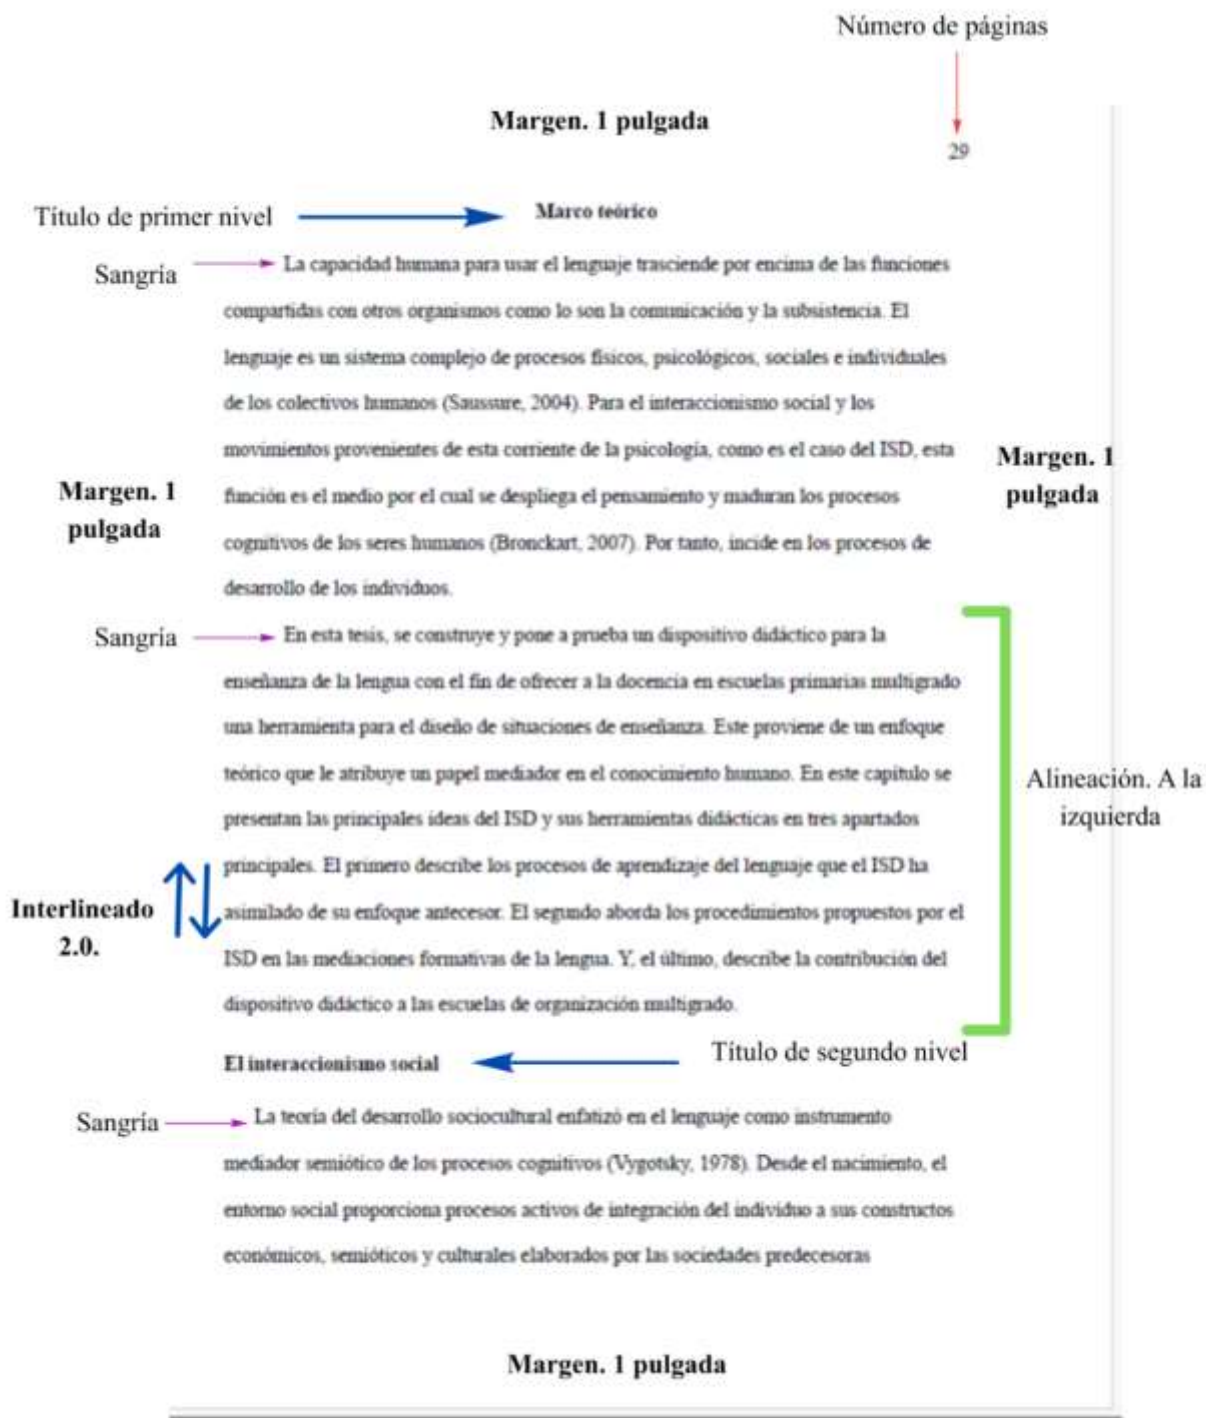 Número de páginas
Margen. 1 pulgada
29
Título de primer nivel
Marco teórico
Sangría
La capacidad humana para usar el lenguaje trasciende por encima de las funciones
compartidas con otros organismos como lo son la comunicación y la subsistencia. El
lenguaje es un sistema complejo de procesos físicos, psicológicos, sociales e individuales
de los colectivos humanos (Saussure, 2004). Para el interaccionismo social y los
movimientos provenientes de esta corriente de la psicología, como es el caso del ISD, esta
Margen. 1
pulgada
Margen. 1
pulgada
función es el medio por el cual se despliega el pensamiento y maduran los procesos
cognitivos de los seres humanos (Bronckart, 2007). Por tanto, incide en los procesos de
desarrollo de los individuos.
Sangría
En esta tesis, se construye y pone a prueba un dispositivo didáctico para la
enseñanza de la lengua con el fin de ofrecer a la docencia en escuelas primarias multigrado
una herramienta para el diseño de situaciones de enseñanza. Este proviene de un enfoque
teórico que le atribuye un papel mediador en el conocimiento humano. En este capítulo se
Alineación. A la
izquierda
presentan las principales ideas del ISD y sus herramientas didácticas en tres apartados
principales. El primero describe los procesos de aprendizaje del lenguaje que el ISD ha
Interlineado
2.0.
asimilado de su enfoque antecesor. El segundo aborda los procedimientos propuestos por el
ISD en las mediaciones formativas de la lengua. Y, el último, describe la contribución del
dispositivo didáctico a las escuelas de organización multigrado.
El interaccionismo social
Título de segundo nivel
Sangría
La teoría del desarrollo sociocultural enfatizó en el lenguaje como instrumento
mediador semiótico de los procesos cognitivos (Vygotsky, 1978). Desde el nacimiento, el
entorno social proporciona procesos activos de integración del individuo a sus constructos
económicos, semióticos y culturales elaborados por las sociedades predecesoras
Margen. 1 pulgada